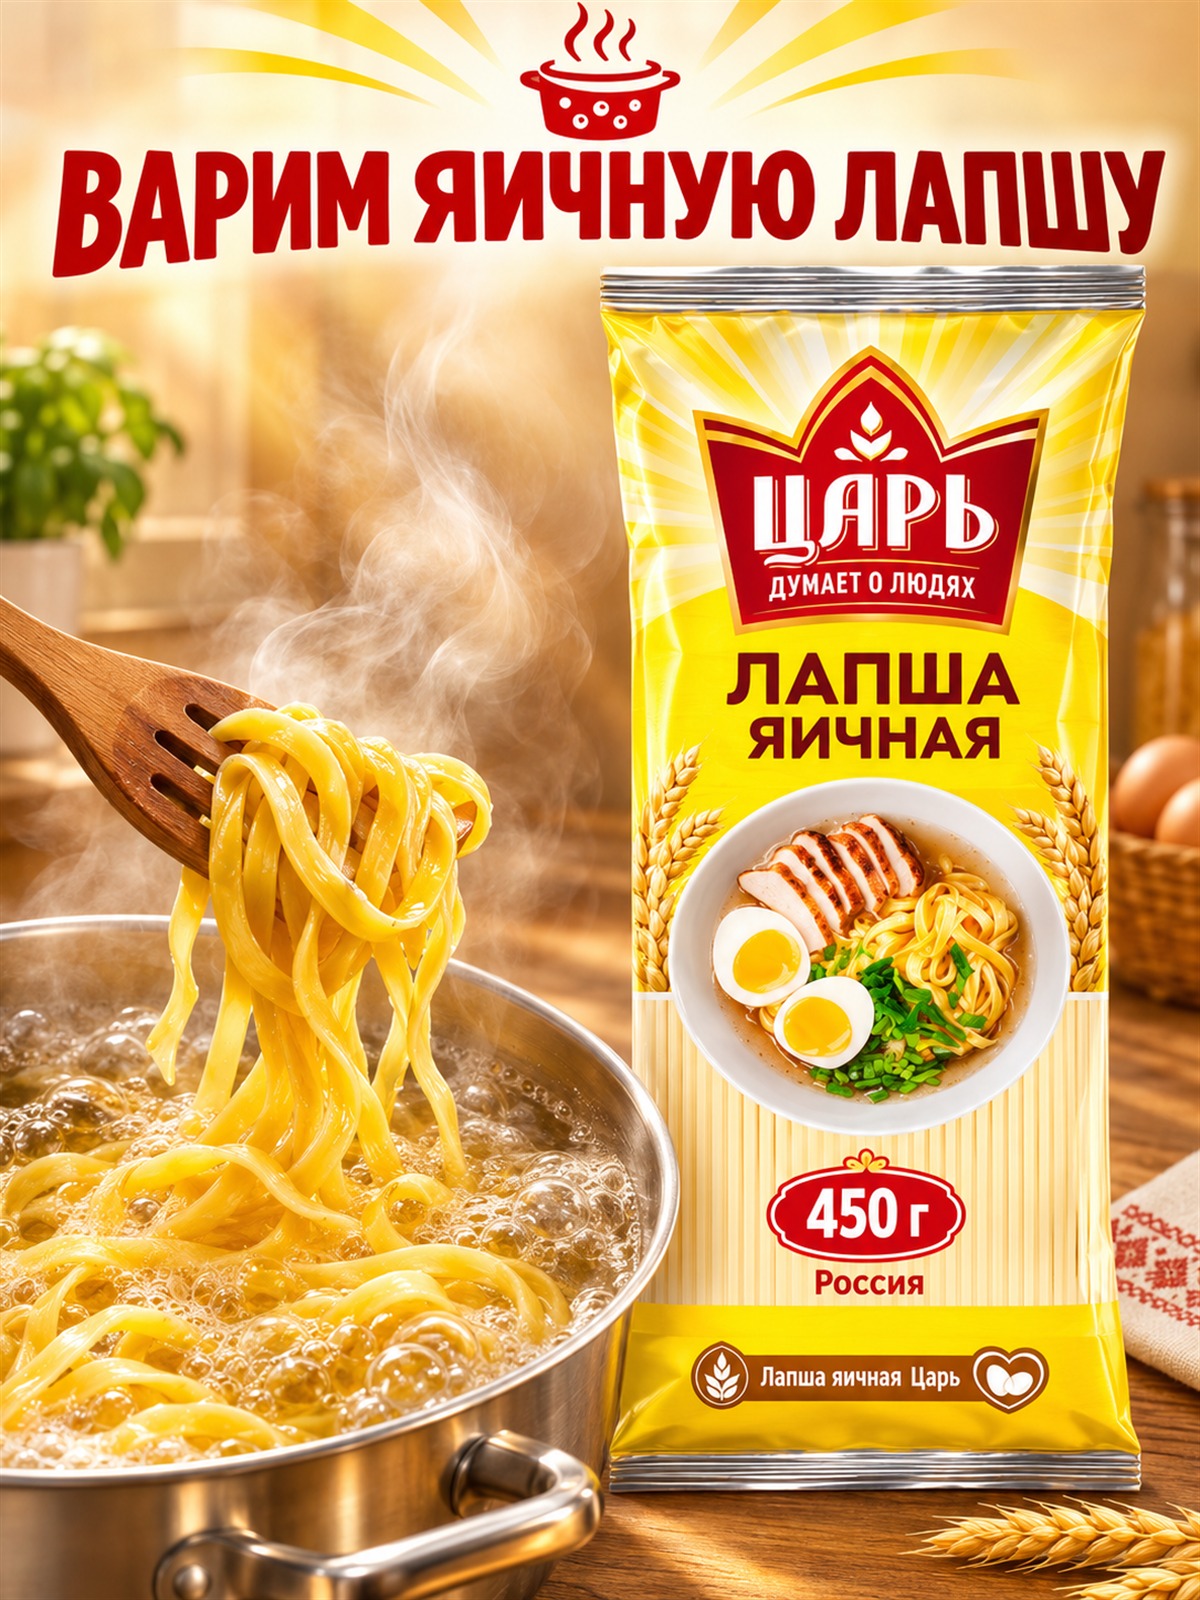 ВАРИМ ЯИЧНУЮ ЛАПШУ
ЦАРЬ
ДУМАЕТ О ЛЮДЯХ
ЛАПША
ЯИЧНАЯ
450 г
Россия
Лапша яичная Царь